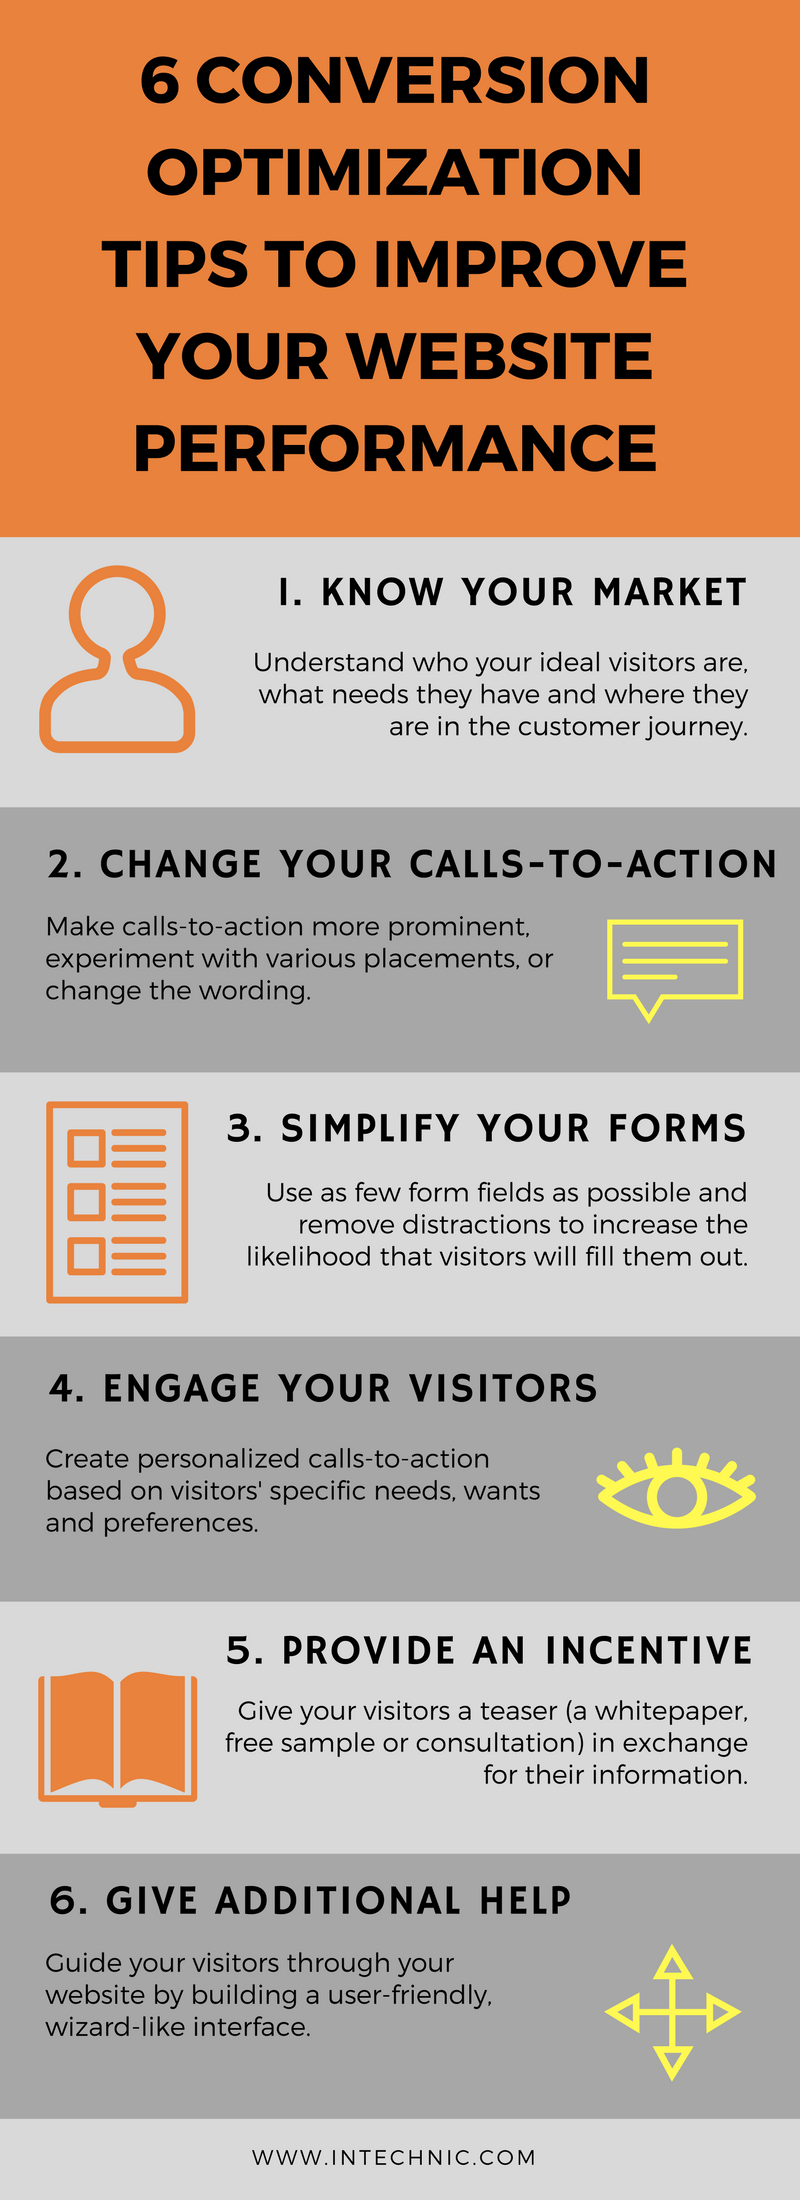 6 CONVERSION
OPTIMIZATION
TIPS TO IMPROVE
YOUR WEBSITE
PERFORMANCE
1. KNOW YOUR MARKET
Understand who your ideal visitors are,
what needs they have and where they
are in the customer journey.
2. CHANGE YOUR CALLS-TO-ACTION
Make calls-to-action more prominent,
experiment with various placements, or
change the wording.
3. SIMPLIFY YOUR FORMS
Use as few form fields as possible and
remove distractions to increase the
likelihood that visitors will fill them out.
4. ENGAGE YOUR VISITORS
Create personalized calls-to-action
based on visitors' specific needs, wants
and preferences.
5. PROVIDE AN INCENTIVE
Give your visitors a teaser (a whitepaper,
free sample or consultation) in exchange
for their information.
6. GIVE ADDITIONAL HELP
Guide your visitors through your
website by building a user-friendly,
wizard-like interface.
WWW.INTECHNIC.COM